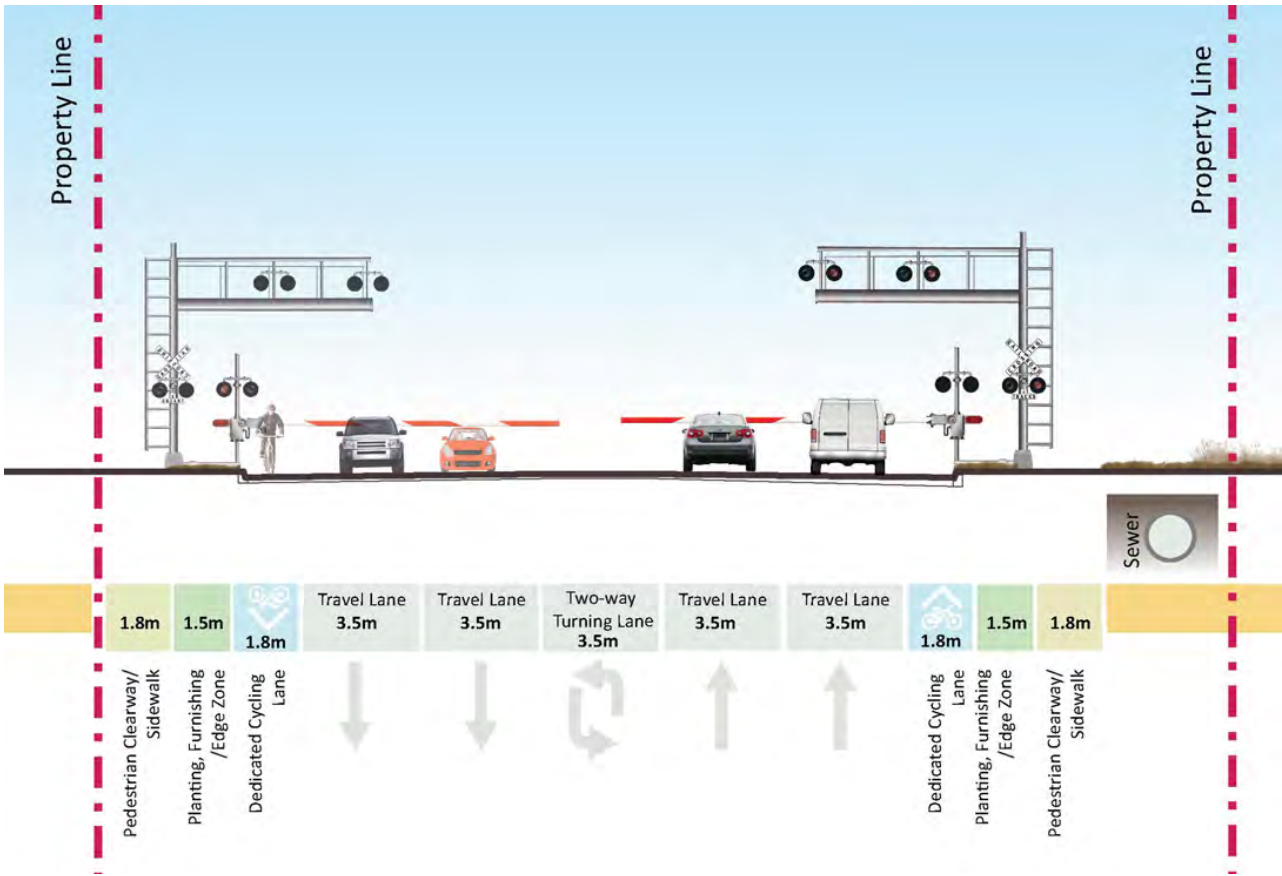 Property Line
Property Line
Sewer
1.8m
1.5m
1.8m
Travel Lane
3.5m
Travel Lane
3.5m
Two-way
Turning Lane
3.5m
Travel Lane
3.5m
Travel Lane
3.5m
1.8m
1.5m
1.8m
Pedestrian Clearway/
Sidewalk
Planting, Furnishing
/Edge Zone
Dedicated Cycling
Lane
Dedicated Cycling
Lane
Planting, Furnishing
/Edge Zone
Pedestrian Clearway/
Sidewalk